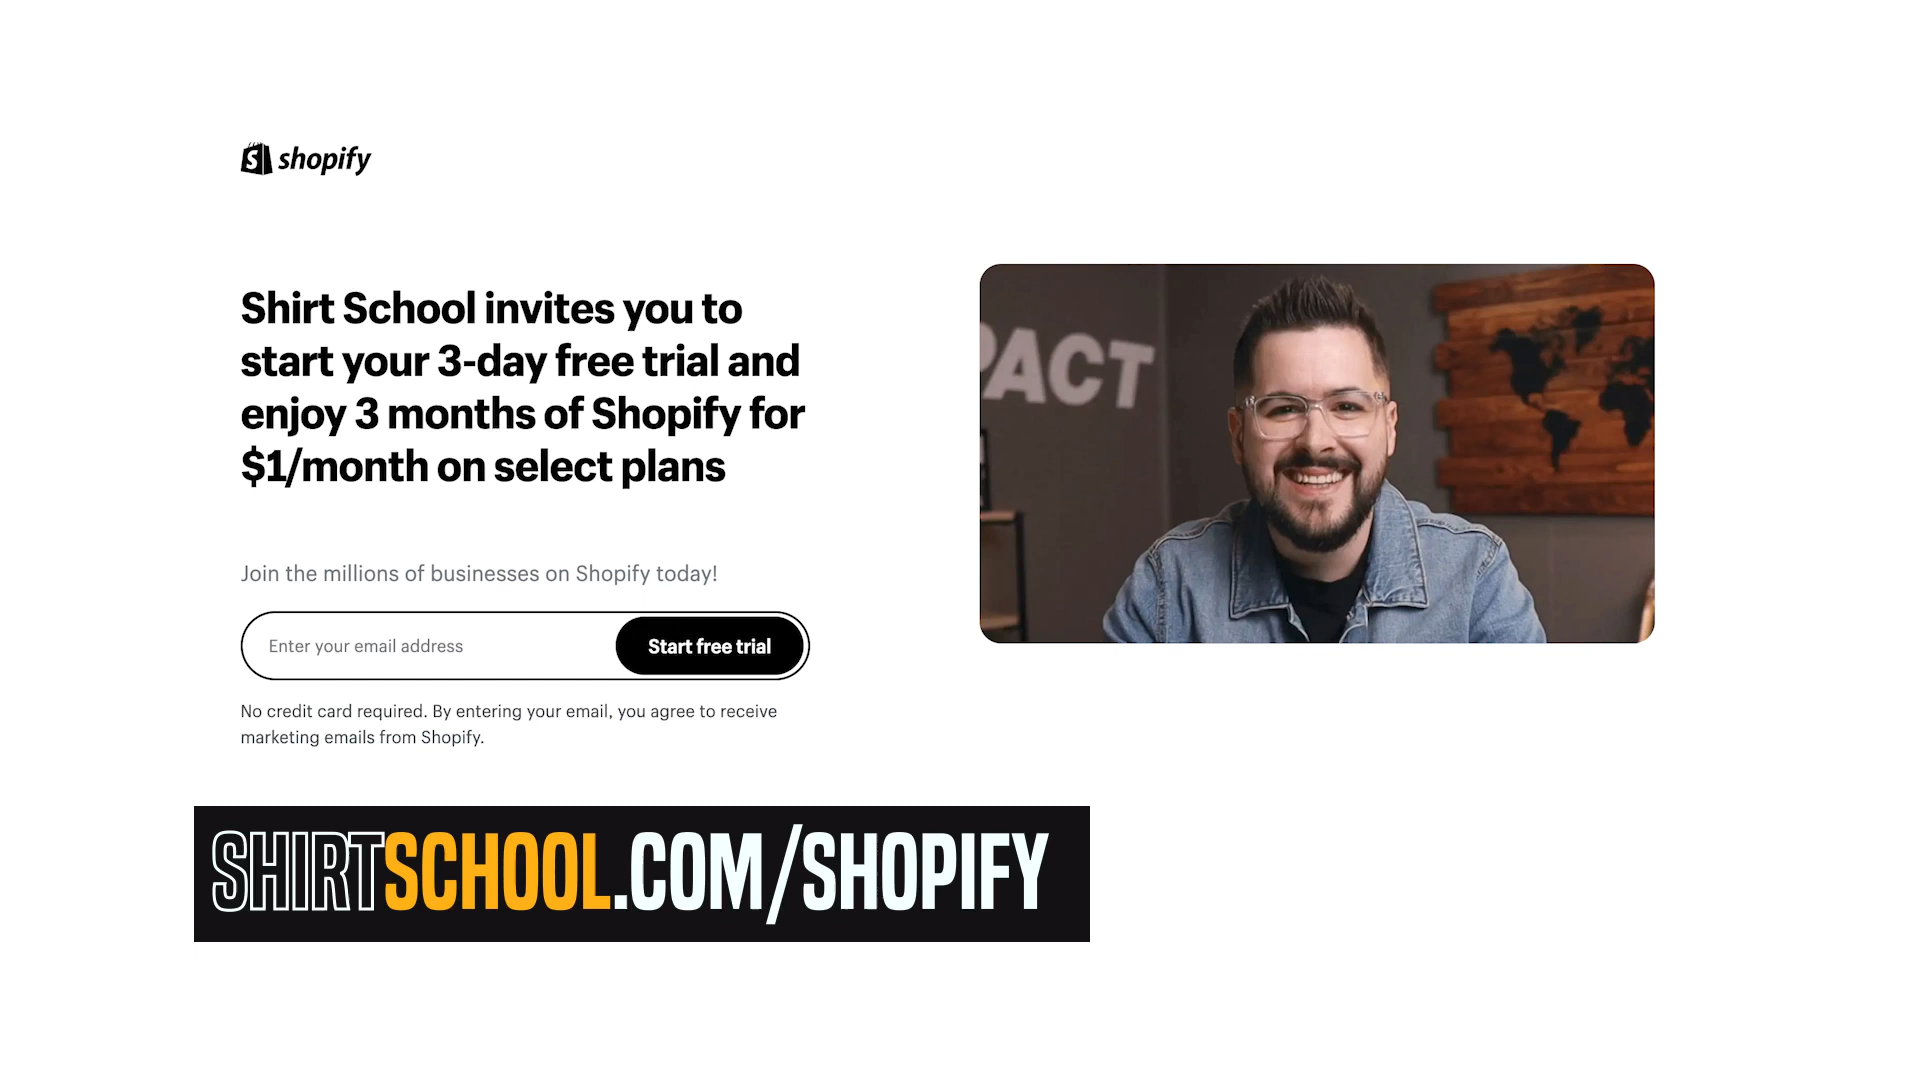 shopify
Shirt School invites you to
start your 3-day free trial and
enjoy 3 months of Shopify for
$1/month on select plans
Join the millions of businesses on Shopify today!
Enter your email address
Start free trial
No credit card required. By entering your email, you agree to receive
marketing emails from Shopify.
PACT
SHIRTSCHOOL.COM/SHOPIFY